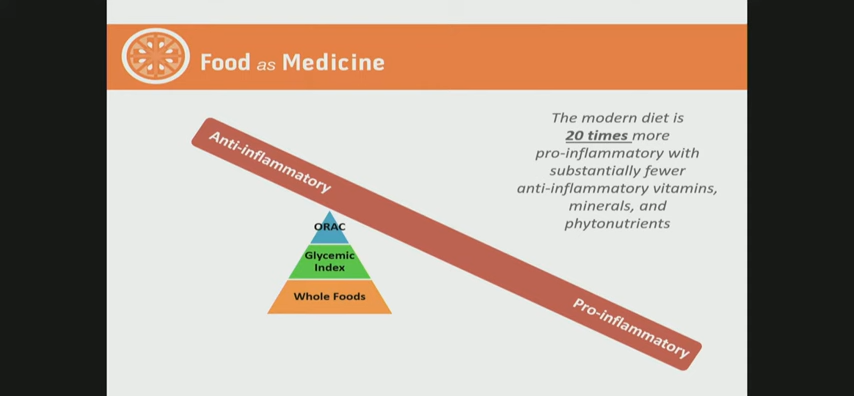 Food as Medicine
Anti-inflammatory
The modern diet is
20 times more
pro-inflammatory with
substantially fewer
anti-inflammatory vitamins,
minerals, and
phytonutrients
ORAC
Glycemic
Index
Whole Foods
Pro-inflammatory